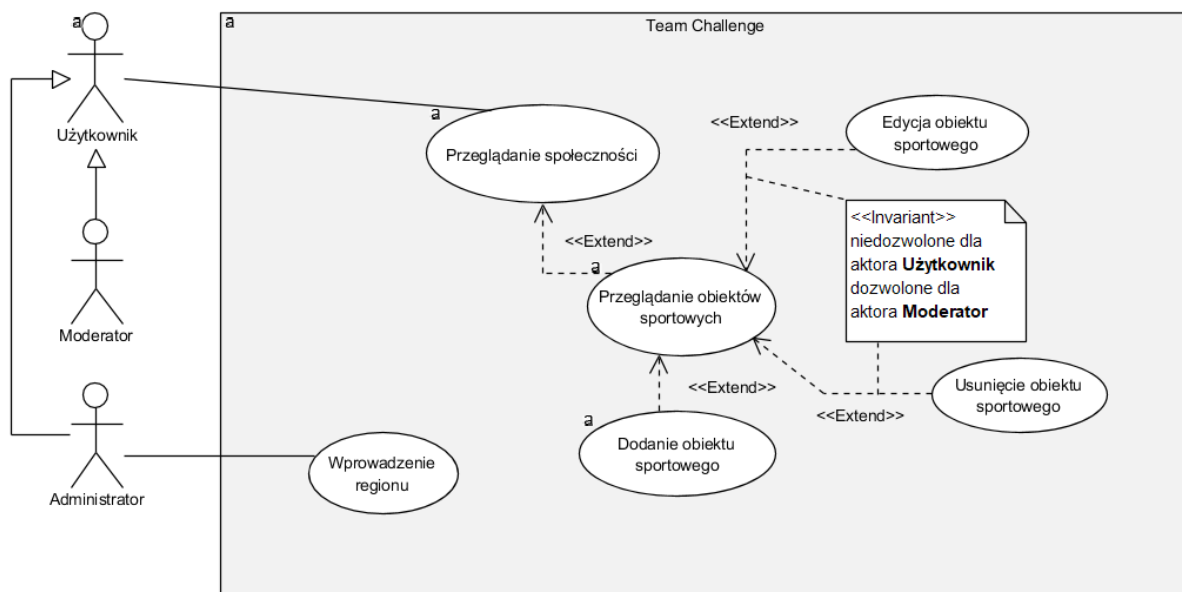 a
a
Team Challenge
Użytkownik
a
Przeglądanie społeczności
<<Extend>>
Edycja obiektu
sportowego
<<Invariant>>
niedozwolone dla
aktora Użytkownik
dozwolone dla
aktora Moderator
<<Extend>>
a
Przeglądanie obiektów
sportowych
Moderator
<<Extend>>
<<Extend>>
Usunięcie obiektu
sportowego
a
Dodanie obiektu
sportowego
Wprowadzenie
regionu
Administrator